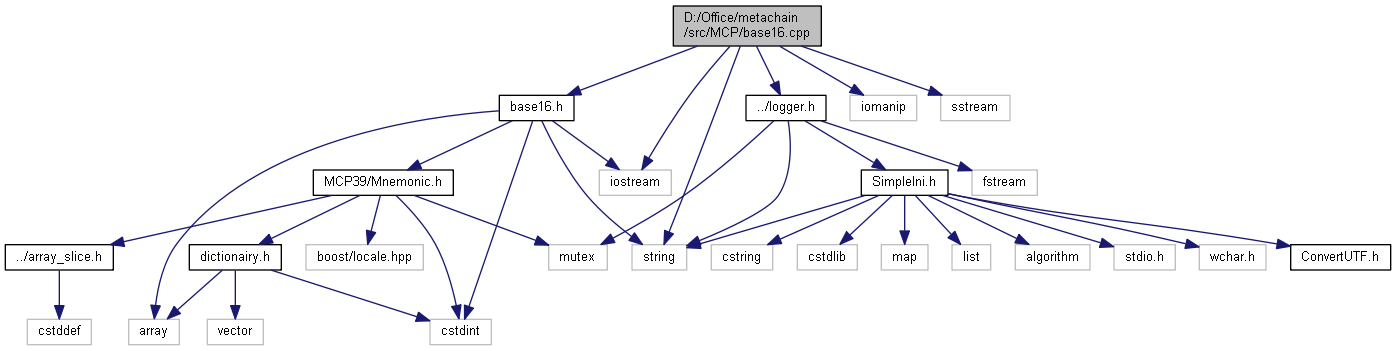 D:/Office/metachain
/src/MCP/base16.cpp
base16.h
../logger.h
iomanip
sstream
MCP39/Mnemonic.h
iostream
SimpleIni.h
fstream
../array_slice.h
dictionairy.h
boost/locale.hpp
mutex
string
cstring
cstdlib
map
list
algorithm
stdio.h
wchar.h
ConvertUTF.h
cstddef
array
vector
cstdint